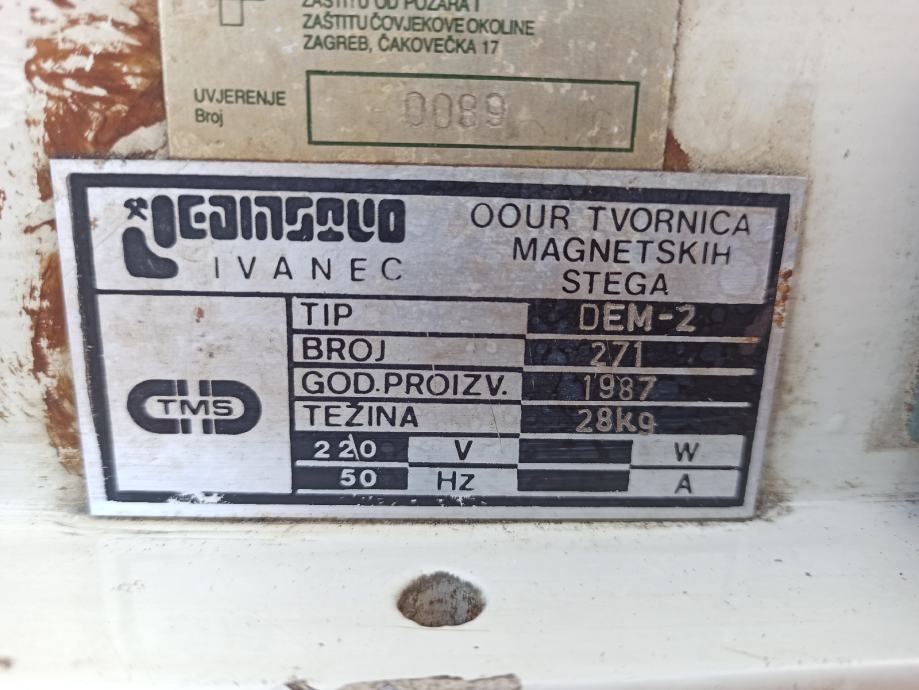 ZAŠTITU OD POŽARA I
ZAŠTITU ČOVJEKOVE OKOLINE
ZAGREB, ČAKOVEČKA 17
UVJERENJE
Broj
0089
Jedinstvo
IVANEC
OOUR TVORNICA
MAGNETSKIH
STEGA
TIP DEM-2
BROJ 271
GOD.PROIZV. 1987
TEŽINA 28kg
TMS
220 V W
50 Hz A